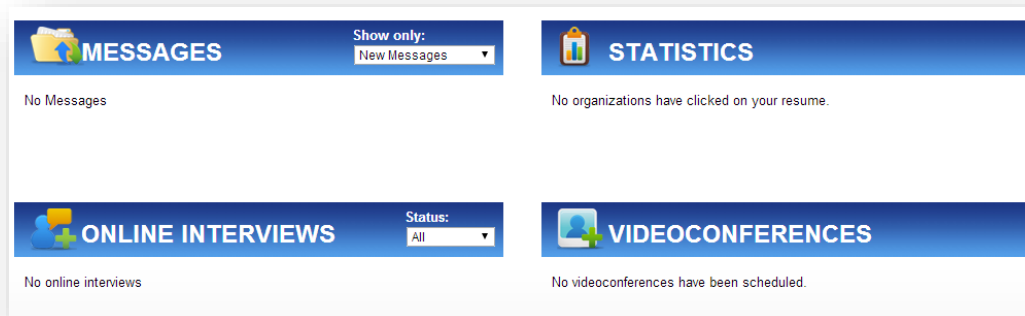 MESSAGES
Show only:
New Messages
No Messages
STATISTICS
No organizations have clicked on your resume.
ONLINE INTERVIEWS
Status:
All
No online interviews
VIDEOCONFERENCES
No videoconferences have been scheduled.